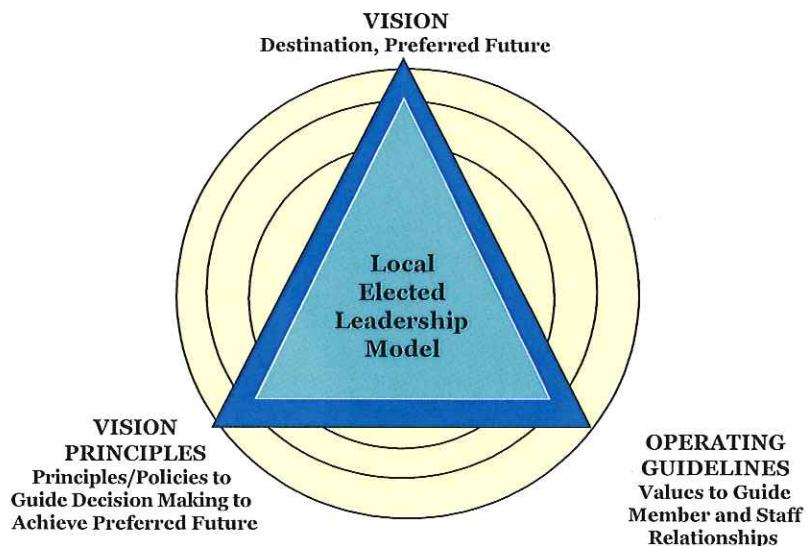 VISION
Destination, Preferred Future
Local
Elected
Leadership
Model
VISION
PRINCIPLES
Principles/Policies to
Guide Decision Making to
Achieve Preferred Future
OPERATING
GUIDELINES
Values to Guide
Member and Staff
Relationships